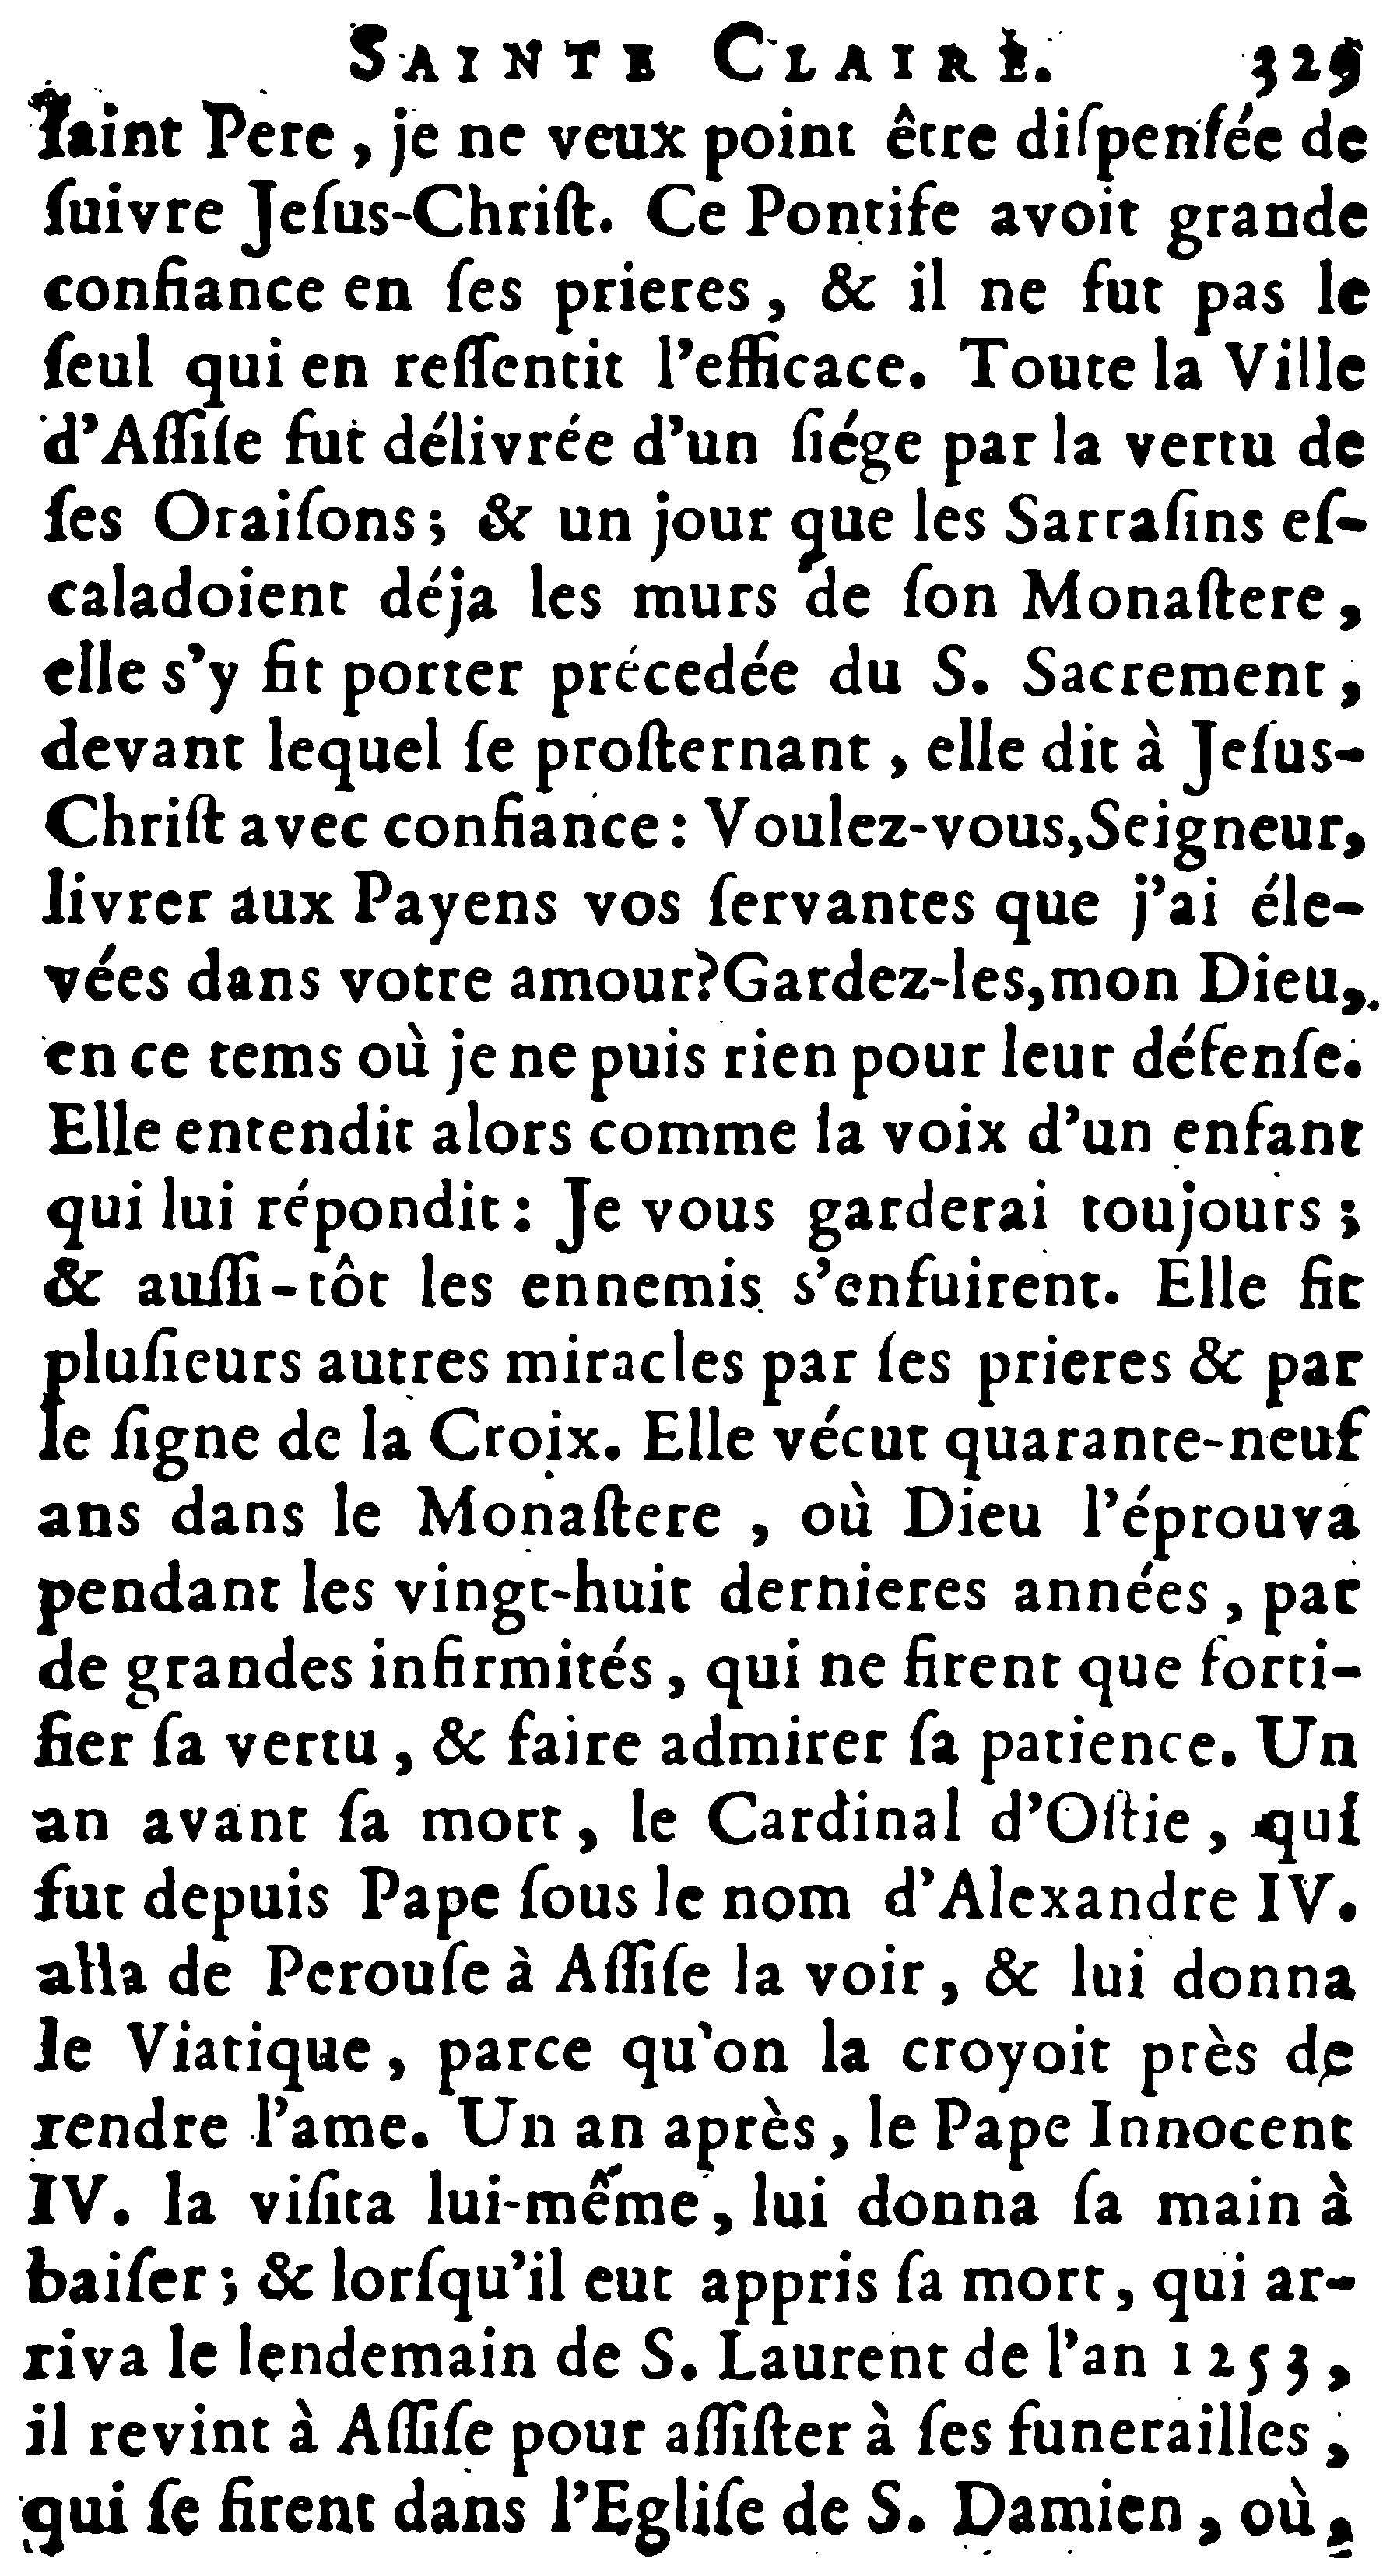 SAINTE CLAIRE. 329
ſaint Pere, je ne veux point être diſpenſée de
ſuivre Jeſus-Chriſt. Ce Pontife avoit grande
confiance en ſes prieres, & il ne fut pas le
ſeul qui en reſſentit l'efficace. Toute la Ville
d'Aſſiſe fut délivrée d'un ſiége par la vertu de
ſes Oraiſons; & un jour que les Sarraſins eſ-
caladoient déja les murs de ſon Monaſtere,
elle s'y fit porter précedée du S. Sacrement,
devant lequel ſe proſternant, elle dit à Jeſus-
Chriſt avec confiance: Voulez-vous, Seigneur,
livrer aux Payens vos ſervantes que j'ai éle-
vées dans votre amour? Gardez-les, mon Dieu,
en ce tems où je ne puis rien pour leur défenſe.
Elle entendit alors comme la voix d'un enfant
qui lui répondit: Je vous garderai toujours;
& auſſi-tôt les ennemis s'enfuirent. Elle fit
pluſieurs autres miracles par ſes prieres & par
le ſigne de la Croix. Elle vécut quarante-neuf
ans dans le Monaſtere, où Dieu l'éprouva
pendant les vingt-huit dernieres années, par
de grandes infirmités, qui ne firent que forti-
fier ſa vertu, & faire admirer ſa patience. Un
an avant ſa mort, le Cardinal d'Oſtie, qui
fut depuis Pape ſous le nom d'Alexandre IV.
alla de Perouſe à Aſſiſe la voir, & lui donna
le Viatique, parce qu'on la croyoit près de
rendre l'ame. Un an après, le Pape Innocent
IV. la viſita lui-même, lui donna ſa main à
baiſer; & lorſqu'il eut appris ſa mort, qui ar-
riva le lendemain de S. Laurent de l'an 1253,
il revint à Aſſiſe pour aſſiſter à ſes funerailles,
qui ſe firent dans l'Egliſe de S. Damien, où,